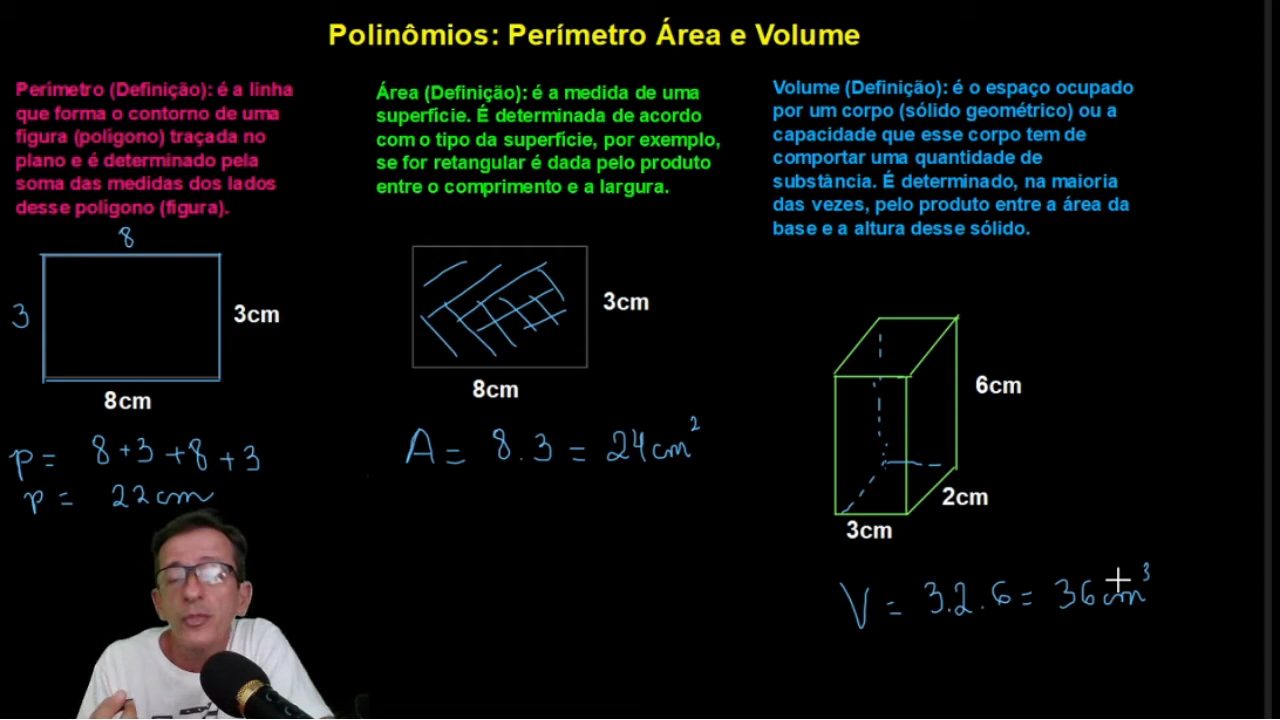 Polinômios: Perímetro Área e Volume
Perímetro (Definição): é a linha
que forma o contorno de uma
figura (polígono) traçada no
plano e é determinado pela
soma das medidas dos lados
desse polígono (figura).
8
3
3cm
8cm
p = 8+3+8+3
p = 22cm
Área (Definição): é a medida de uma
superfície. É determinada de acordo
com o tipo da superfície, por exemplo,
se for retangular é dada pelo produto
entre o comprimento e a largura.
3cm
8cm
A = 8.3 = 24cm²
Volume (Definição): é o espaço ocupado
por um corpo (sólido geométrico) ou a
capacidade que esse corpo tem de
comportar uma quantidade de
substância. É determinado, na maioria
das vezes, pelo produto entre a área da
base e a altura desse sólido.
6cm
2cm
3cm
V = 3.2.6 = 36cm³